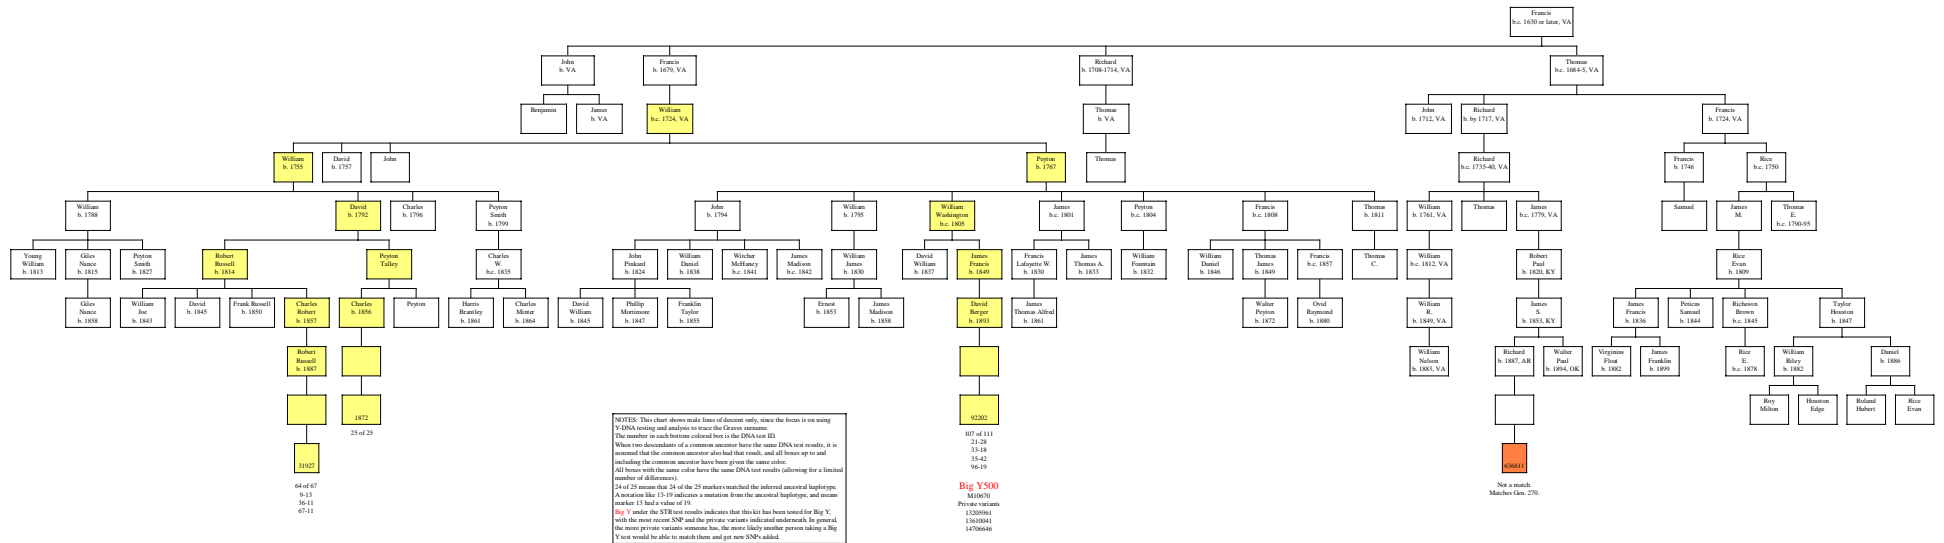 Francis
b.c. 1630 or later, VA
John
b. VA
Francis
b. 1679, VA
Richard
b. 1708-1714, VA
Thomas
b.c. 1684-5, VA
Benjamin
James
b. VA
William
b.c. 1724, VA
Thomas
b. VA
John
b. 1712, VA
Richard
b. by 1717, VA
Francis
b. 1724, VA
William
b. 1755
David
b. 1757
John
Peyton
b. 1767
Thomas
Richard
b.c. 1735-40, VA
Francis
b. 1746
Rice
b.c. 1750
William
b. 1788
David
b. 1792
Charles
b. 1796
Peyton
Smith
b. 1799
John
b. 1794
William
b. 1795
William
Washington
b.c. 1805
James
b.c. 1801
Peyton
b.c. 1804
Francis
b.c. 1808
Thomas
b. 1811
William
b. 1761, VA
Thomas
James
b.c. 1779, VA
Samuel
James
M.
Thomas
E.
b.c. 1790-95
Young
William
b. 1813
Giles
Nance
b. 1815
Peyton
Smith
b. 1827
Robert
Russell
b. 1814
Peyton
Talley
Charles
W.
b.c. 1835
John
Pinkard
b. 1824
William
Daniel
b. 1838
Witcher
McHaney
b.c. 1841
James
Madison
b.c. 1842
William
James
b. 1830
David
William
b. 1837
James
Francis
b. 1849
Francis
Lafayette W.
b. 1830
James
Thomas A.
b. 1833
William
Fountain
b. 1832
William
Daniel
b. 1846
Thomas
James
b. 1849
Francis
b.c. 1857
Thomas
C.
William
b.c. 1812, VA
Robert
Paul
b. 1820, KY
Rice
Evan
b. 1809
Giles
Nance
b. 1858
William
Joe
b. 1843
David
b. 1845
Frank Russell
b. 1850
Charles
Robert
b. 1857
Charles
b. 1856
Peyton
Harris
Brantley
b. 1861
Charles
Minter
b. 1864
David
William
b. 1845
Phillip
Mortimore
b. 1847
Franklin
Taylor
b. 1855
Ernest
b. 1853
James
Madison
b. 1858
David
Berger
b. 1893
James
Thomas Alfred
b. 1861
Walter
Peyton
b. 1872
Ovid
Raymond
b. 1880
William
R.
b. 1849, VA
James
S.
b. 1853, KY
James
Francis
b. 1836
Peticus
Samuel
b. 1844
Richeson
Brown
b.c. 1845
Taylor
Houston
b. 1847
Robert
Russell
b. 1887
William
Nelson
b. 1883, VA
Richard
b. 1887, AR
Walter
Paul
b. 1894, OK
Virginius
Float
b. 1882
James
Franklin
b. 1899
Rice
E.
b.c. 1878
William
Riley
b. 1882
Daniel
b. 1886
1872
25 of 25
92202
Roy
Milton
Houston
Edge
Roland
Hubert
Rice
Evan
31927
64 of 67
9-13
36-11
67-11
NOTES: This chart shows male lines of descent only, since the focus is on using
Y-DNA testing and analysis to trace the Graves surname.
The number in each bottom colored box is the DNA test ID.
When two descendants of a common ancestor have the same DNA test results, it is
assumed that the common ancestor also had that result, and all boxes up to and
including the common ancestor have been given the same color.
All boxes with the same color have the same DNA test results (allowing for a limited
number of differences).
24 of 25 means that 24 of the 25 markers matched the inferred ancestral haplotype.
A notation like 13-19 indicates a mutation from the ancestral haplotype, and means
marker 13 had a value of 19.
Big Y under the STR test results indicates that this kit has been tested for Big Y,
with the most recent SNP and the private variants indicated underneath. In general,
the more private variants someone has, the more likely another person taking a Big
Y test would be able to match them and get new SNPs added.
107 of 111
21-28
33-18
35-42
96-19
Big Y500
M10670
Private variants
13205961
13610041
14706646
636611
Not a match.
Matches Gen. 270.